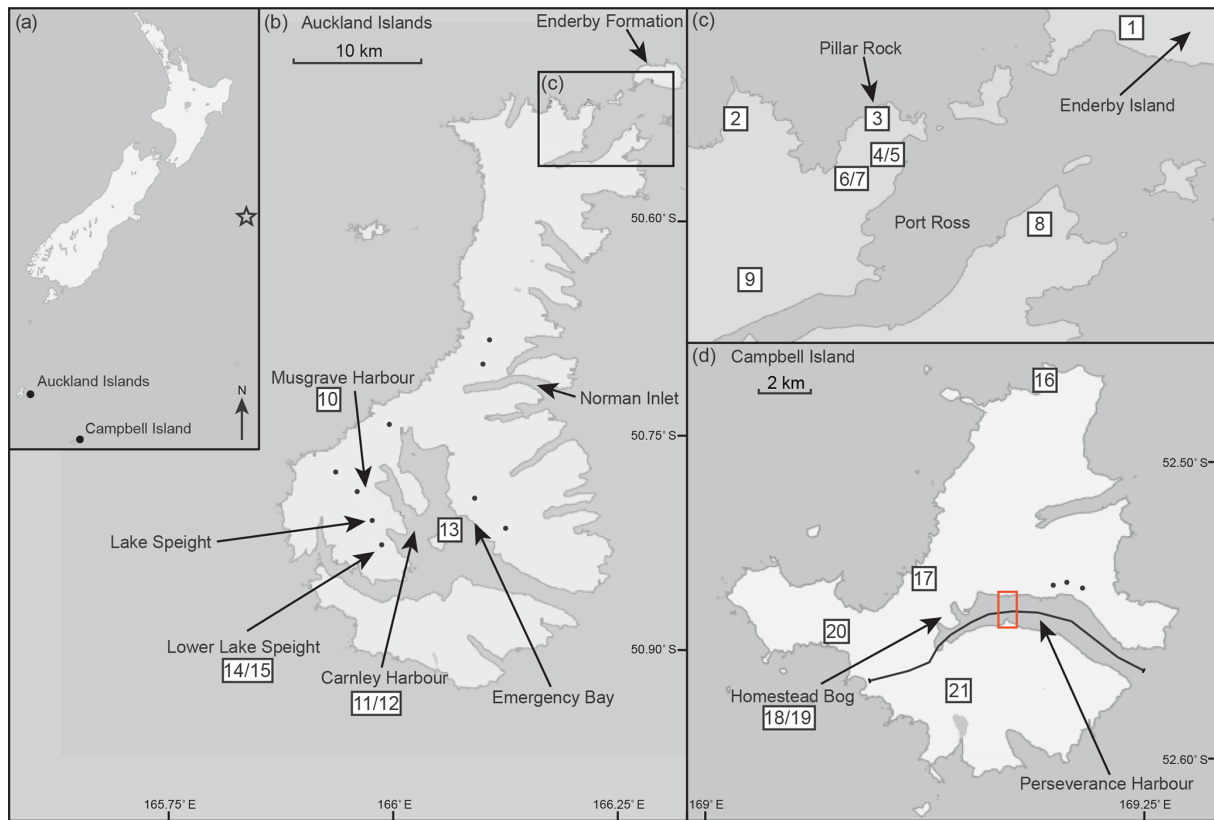 (a)
N
Auckland Islands
Campbell Island
(b)
Auckland Islands
10 km
Enderby Formation
(c)
50.60° S
Musgrave Harbour
10
Norman Inlet
50.75° S
13
Lake Speight
Lower Lake Speight
14/15
Carnley Harbour
11/12
Emergency Bay
50.90° S
165.75° E
166° E
166.25° E
(c)
1
Pillar Rock
Enderby Island
2
3
4/5
6/7
Port Ross
8
9
(d)
Campbell Island
2 km
16
52.50° S
17
20
Homestead Bog
18/19
21
52.60° S
Perseverance Harbour
169° E
169.25° E